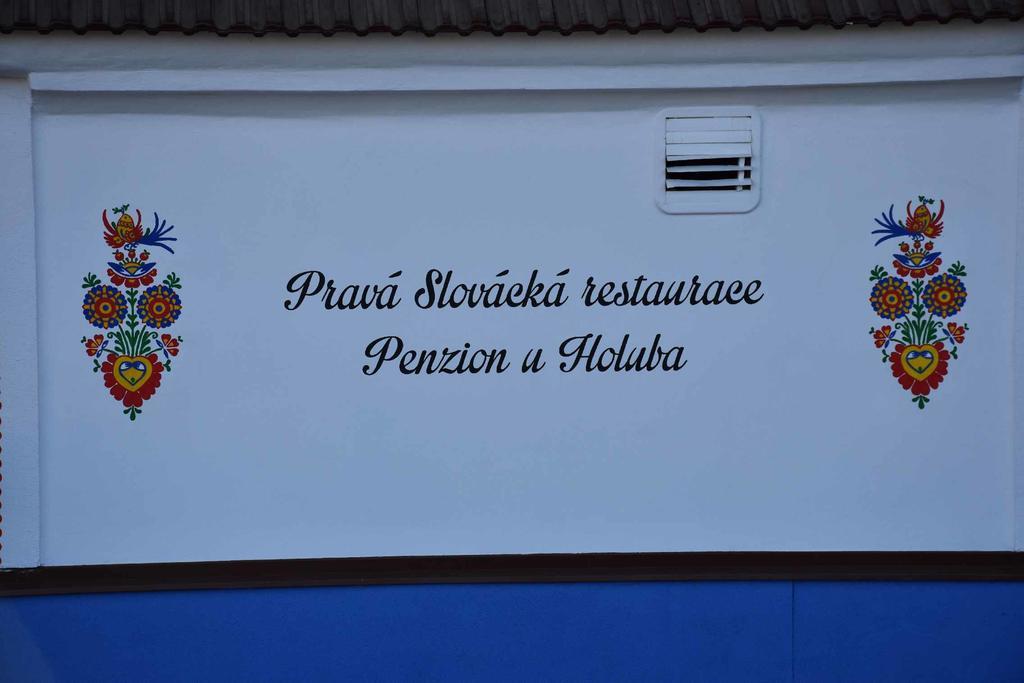 Pravá Slovácká restaurace
Penzion u Holuba